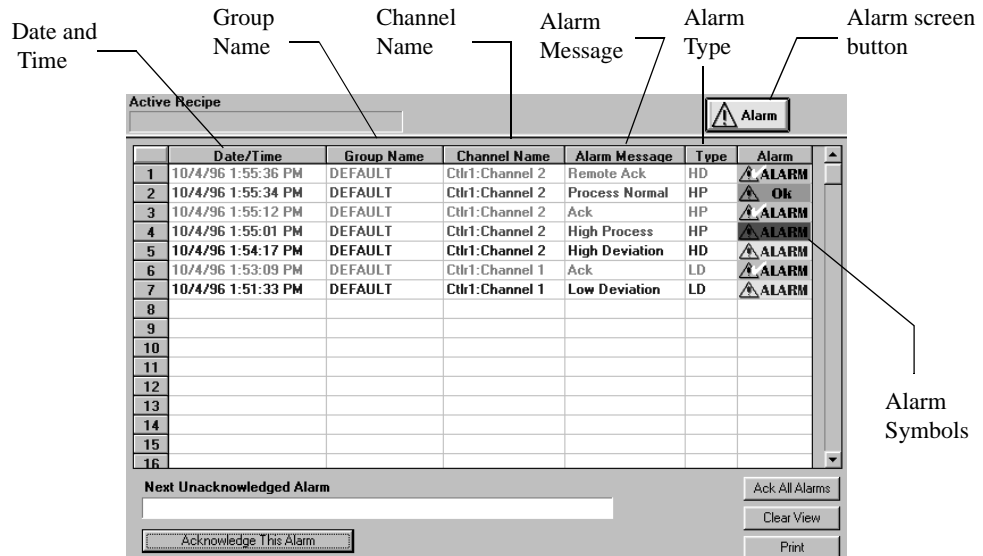 Date and Time
Group Name
Channel Name
Alarm Message
Alarm Type
Alarm screen button
Active Recipe
Alarm
Date/Time Group Name Channel Name Alarm Message Type Alarm
1 10/4/96 1:55:36 PM DEFAULT Ctlr1:Channel 2 Remote Ack HD ALARM
2 10/4/96 1:55:34 PM DEFAULT Ctlr1:Channel 2 Process Normal HP Ok
3 10/4/96 1:55:12 PM DEFAULT Ctlr1:Channel 2 Ack HP ALARM
4 10/4/96 1:55:01 PM DEFAULT Ctlr1:Channel 2 High Process HP ALARM
5 10/4/96 1:54:17 PM DEFAULT Ctlr1:Channel 2 High Deviation HD ALARM
6 10/4/96 1:53:09 PM DEFAULT Ctlr1:Channel 1 Ack LD ALARM
7 10/4/96 1:51:33 PM DEFAULT Ctlr1:Channel 1 Low Deviation LD ALARM
8
9
10
11
12
13
14
15
16
Alarm Symbols
Next Unacknowledged Alarm
Ack All Alarms
Clear View
Acknowledge This Alarm
Print